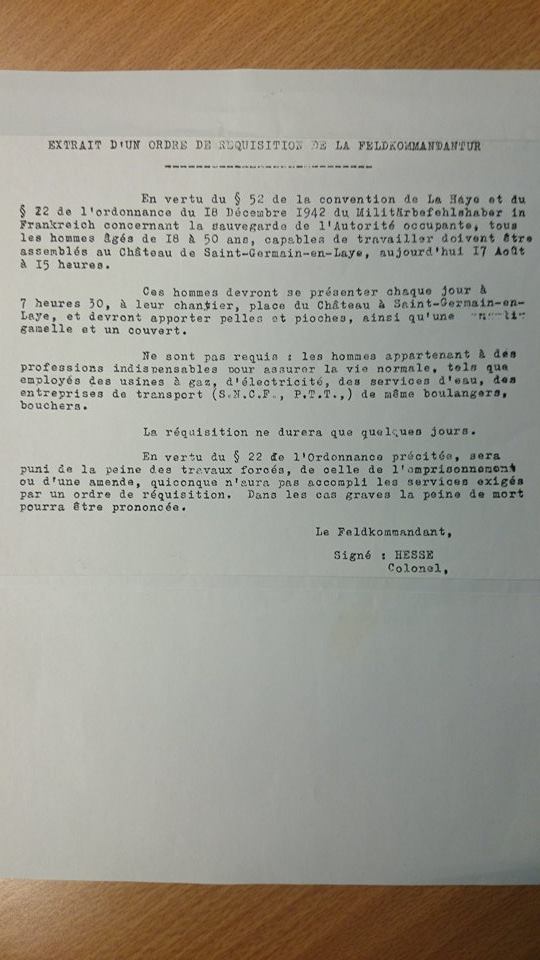 EXTRAIT D'UN ORDRE DE REQUISITION DE LA FELDKOMMANDANTUR
En vertu du § 52 de la convention de La Haye et du
§ 22 de l'ordonnance du 18 Décembre 1942 du Militärbefehlshaber in
Frankreich concernant la sauvegarde de l'Autorité occupante, tous
les hommes âgés de 18 à 50 ans, capables de travailler doivent être
assemblés au Château de Saint-Germain-en-Laye, aujourd'hui 17 Août
à 15 heures.
Ces hommes devront se présenter chaque jour à
7 heures 30, à leur chantier, place du Château à Saint-Germain-en-
Laye, et devront apporter pelles et pioches, ainsi qu'une
gamelle et un couvert.
Ne sont pas requis : les hommes appartenant à des
professions indispensables pour assurer la vie normale, tels que
employés des usines à gaz, d'électricité, des services d'eau, des
entreprises de transport (S.N.C.F., P.T.T.,) de même boulangers,
bouchers.
La réquisition ne durera que quelques jours.
En vertu du § 22 de l'Ordonnance précitée, sera
puni de la peine des travaux forcés, de celle de l'emprisonnement
ou d'une amende, quiconque n'aura pas accompli les services exigés
par un ordre de réquisition. Dans les cas graves la peine de mort
pourra être prononcée.
Le Feldkommandant,
Signé : HESSE
Colonel,